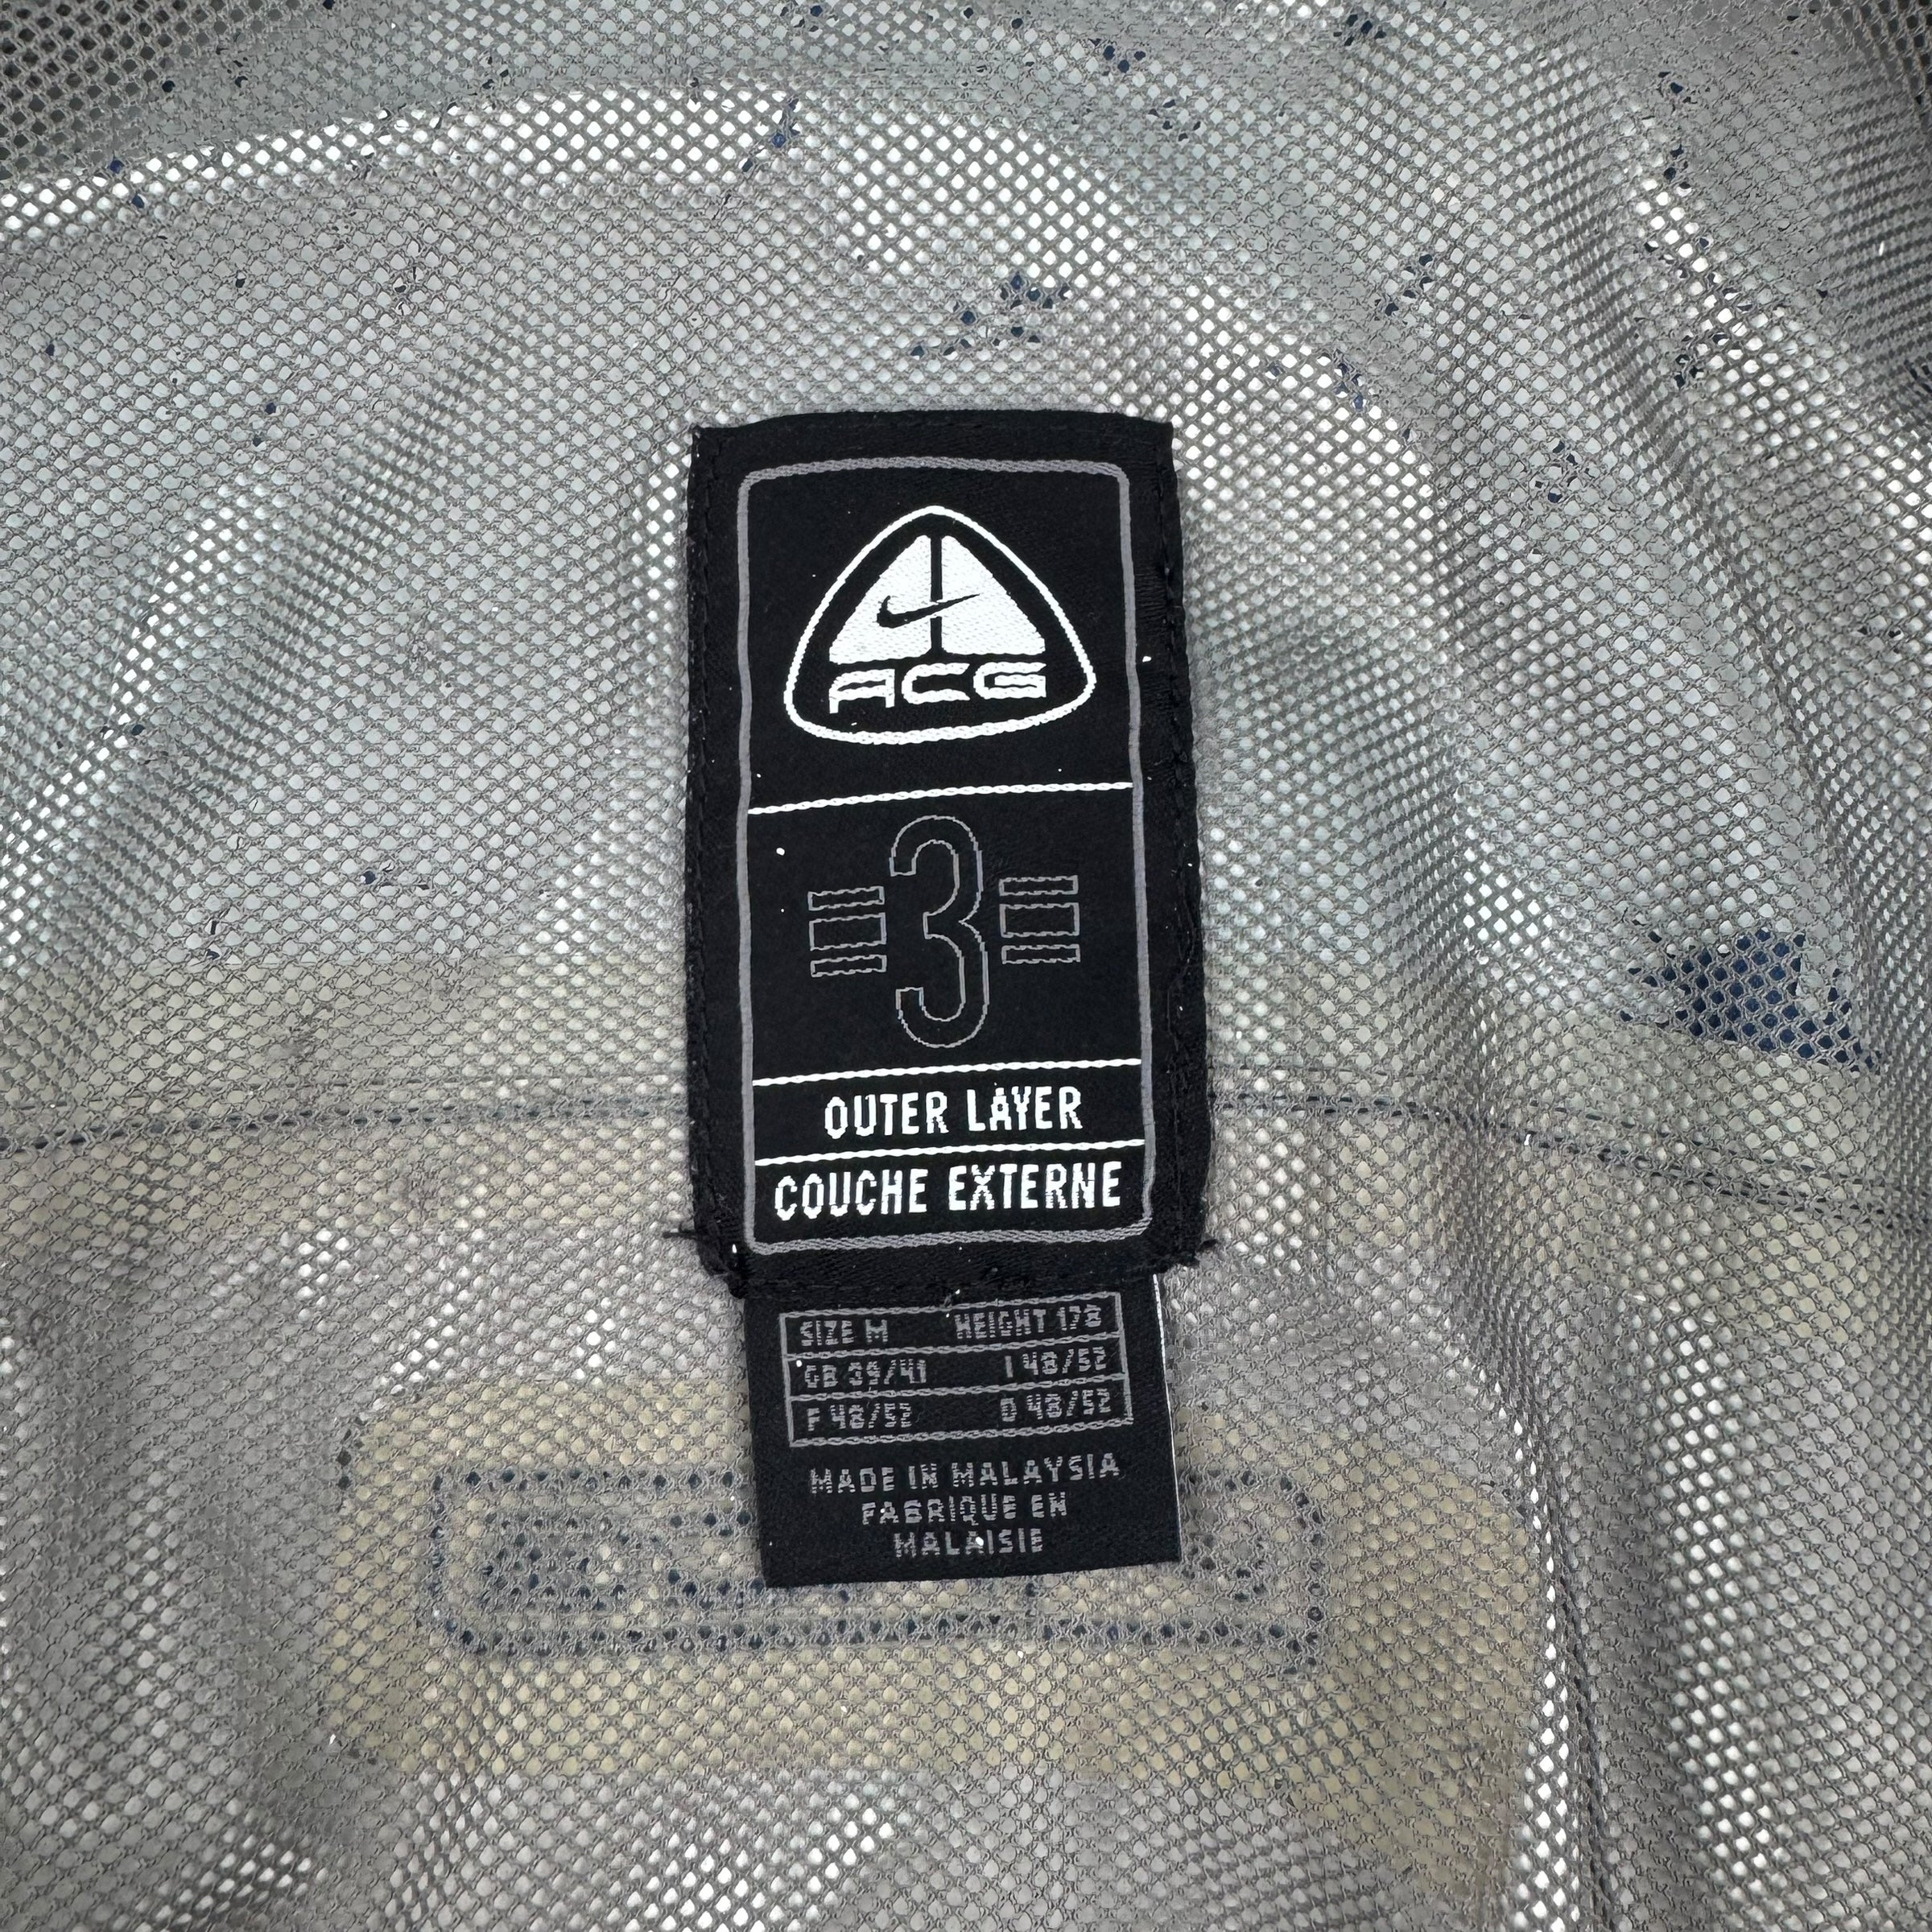 ACG
3
OUTER LAYER
COUCHE EXTERNE
SIZE M HEIGHT 178
GB 39/41 I 48/52
F 48/52 D 48/52
MADE IN MALAYSIA
FABRIQUE EN
MALAISIE